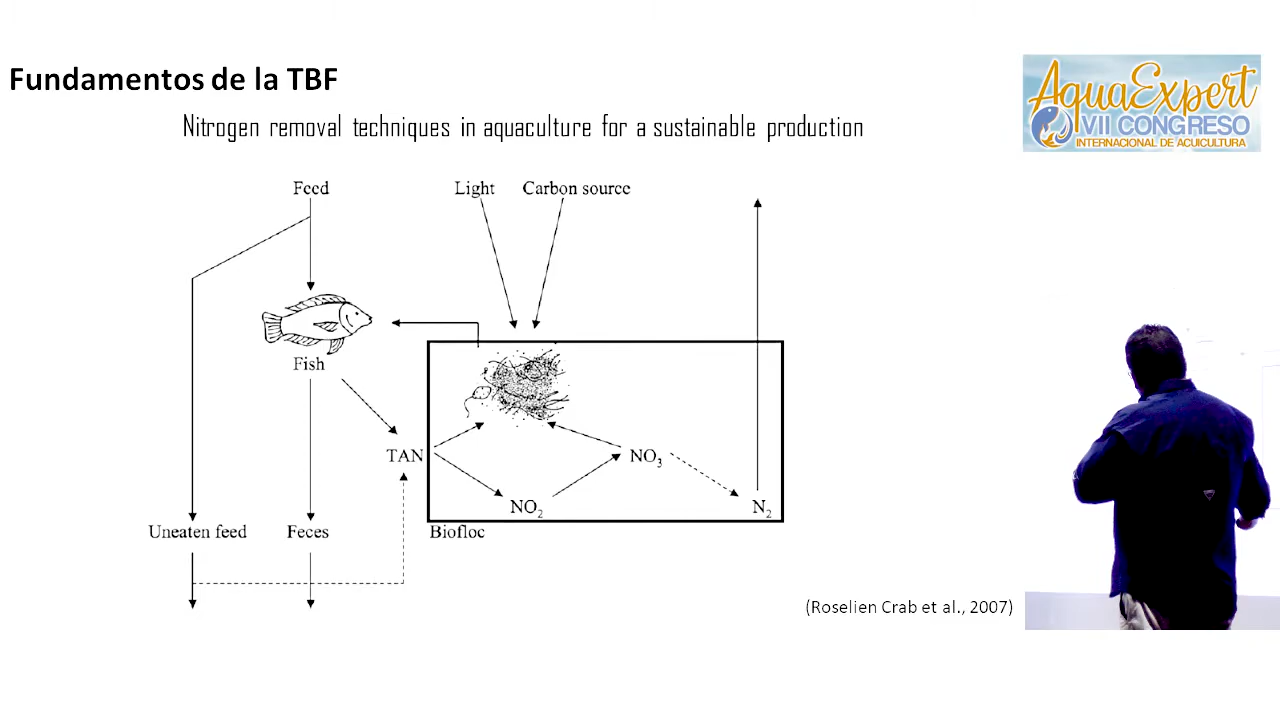 Fundamentos de la TBF
Nitrogen removal techniques in aquaculture for a sustainable production
AquaExpert
VII CONGRESO
INTERNACIONAL DE ACUICULTURA
Feed
Light
Carbon source
Fish
TAN
NO3
NO2
N2
Uneaten feed
Feces
Biofloc
(Roselien Crab et al., 2007)